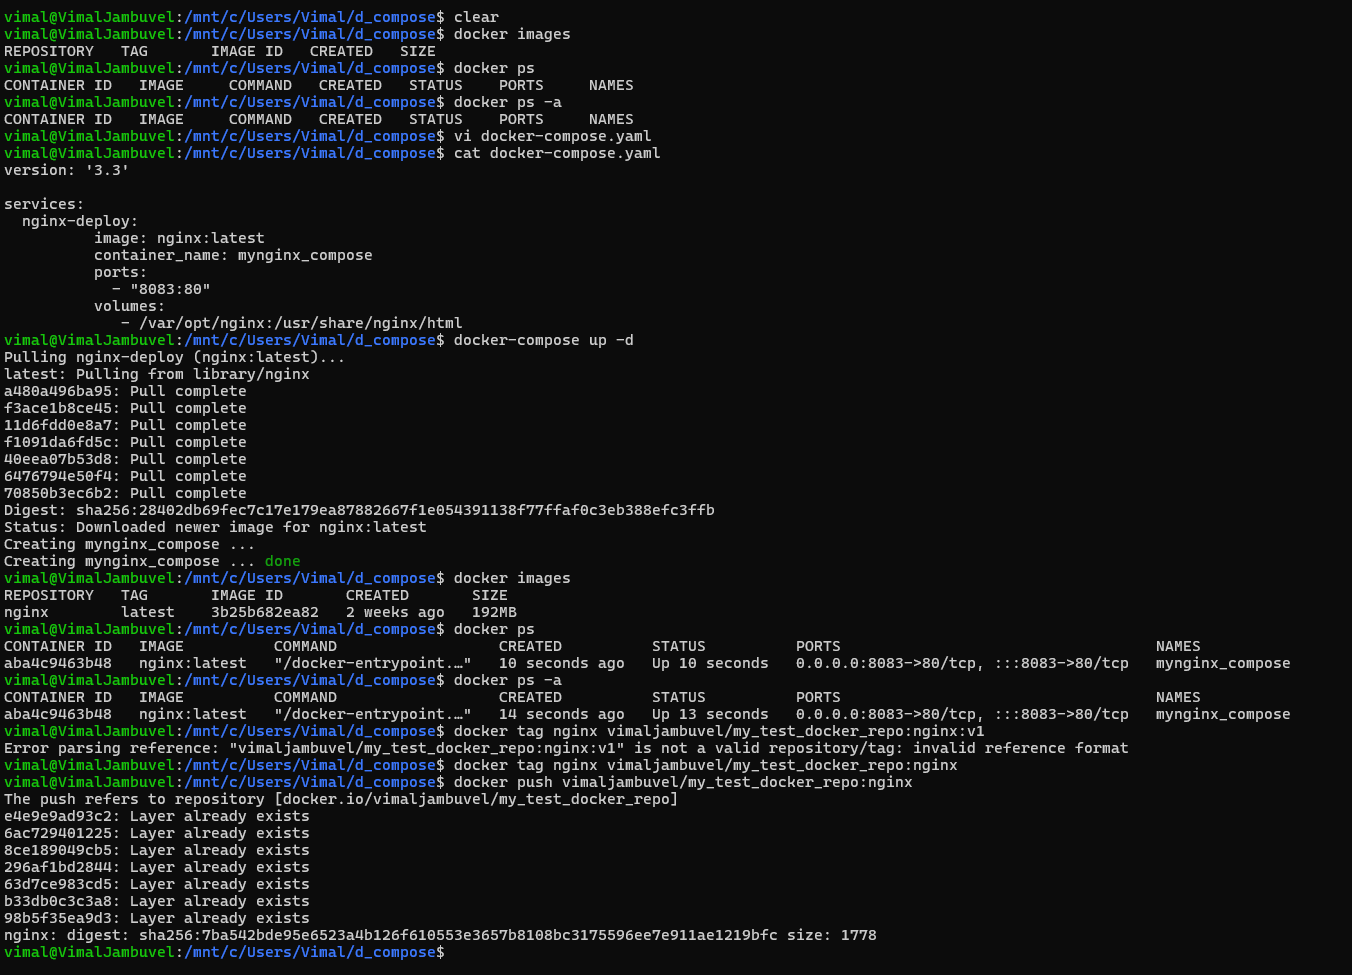 vimal@VimalJambuvel:/mnt/c/Users/Vimal/d_compose$ clear
vimal@VimalJambuvel:/mnt/c/Users/Vimal/d_compose$ docker images
REPOSITORY   TAG       IMAGE ID   CREATED   SIZE
vimal@VimalJambuvel:/mnt/c/Users/Vimal/d_compose$ docker ps
CONTAINER ID   IMAGE     COMMAND   CREATED   STATUS    PORTS     NAMES
vimal@VimalJambuvel:/mnt/c/Users/Vimal/d_compose$ docker ps -a
CONTAINER ID   IMAGE     COMMAND   CREATED   STATUS    PORTS     NAMES
vimal@VimalJambuvel:/mnt/c/Users/Vimal/d_compose$ vi docker-compose.yaml
vimal@VimalJambuvel:/mnt/c/Users/Vimal/d_compose$ cat docker-compose.yaml
version: '3.3'

services:
  nginx-deploy:
          image: nginx:latest
          container_name: mynginx_compose
          ports:
            - "8083:80"
          volumes:
             - /var/opt/nginx:/usr/share/nginx/html
vimal@VimalJambuvel:/mnt/c/Users/Vimal/d_compose$ docker-compose up -d
Pulling nginx-deploy (nginx:latest)...
latest: Pulling from library/nginx
a480a496ba95: Pull complete
f3ace1b8ce45: Pull complete
11d6fdd0e8a7: Pull complete
f1091da6fd5c: Pull complete
40eea07b53d8: Pull complete
6476794e50f4: Pull complete
70850b3ec6b2: Pull complete
Digest: sha256:28402db69fec7c17e179ea87882667f1e054391138f77ffaf0c3eb388efc3ffb
Status: Downloaded newer image for nginx:latest
Creating mynginx_compose ...
Creating mynginx_compose ... done
vimal@VimalJambuvel:/mnt/c/Users/Vimal/d_compose$ docker images
REPOSITORY   TAG       IMAGE ID       CREATED       SIZE
nginx        latest    3b25b682ea82   2 weeks ago   192MB
vimal@VimalJambuvel:/mnt/c/Users/Vimal/d_compose$ docker ps
CONTAINER ID   IMAGE          COMMAND                  CREATED          STATUS          PORTS                                   NAMES
aba4c9463b48   nginx:latest   "/docker-entrypoint.…"   10 seconds ago   Up 10 seconds   0.0.0.0:8083->80/tcp, :::8083->80/tcp   mynginx_compose
vimal@VimalJambuvel:/mnt/c/Users/Vimal/d_compose$ docker ps -a
CONTAINER ID   IMAGE          COMMAND                  CREATED          STATUS          PORTS                                   NAMES
aba4c9463b48   nginx:latest   "/docker-entrypoint.…"   14 seconds ago   Up 13 seconds   0.0.0.0:8083->80/tcp, :::8083->80/tcp   mynginx_compose
vimal@VimalJambuvel:/mnt/c/Users/Vimal/d_compose$ docker tag nginx vimaljambuvel/my_test_docker_repo:nginx:v1
Error parsing reference: "vimaljambuvel/my_test_docker_repo:nginx:v1" is not a valid repository/tag: invalid reference format
vimal@VimalJambuvel:/mnt/c/Users/Vimal/d_compose$ docker tag nginx vimaljambuvel/my_test_docker_repo:nginx
vimal@VimalJambuvel:/mnt/c/Users/Vimal/d_compose$ docker push vimaljambuvel/my_test_docker_repo:nginx
The push refers to repository [docker.io/vimaljambuvel/my_test_docker_repo]
e4e9e9ad93c2: Layer already exists
6ac729401225: Layer already exists
8ce189049cb5: Layer already exists
296af1bd2844: Layer already exists
63d7ce983cd5: Layer already exists
b33db0c3c3a8: Layer already exists
98b5f35ea9d3: Layer already exists
nginx: digest: sha256:7ba542bde95e6523a4b126f610553e3657b8108bc3175596ee7e911ae1219bfc size: 1778
vimal@VimalJambuvel:/mnt/c/Users/Vimal/d_compose$